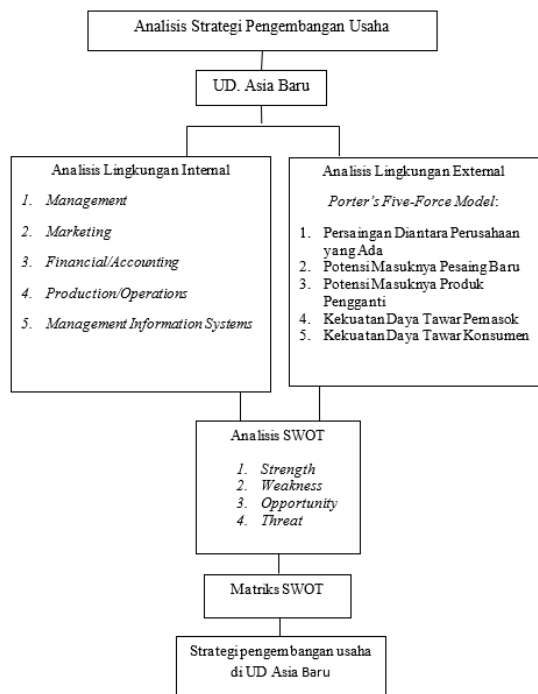 Analisis Strategi Pengembangan Usaha
UD. Asia Baru
Analisis Lingkungan Internal
1. Management
2. Marketing
3. Financial/Accounting
4. Production/Operations
5. Management Information Systems
Analisis Lingkungan External
Porter's Five-Force Model:
1. Persaingan Diantara Perusahaan
yang Ada
2. Potensi Masuknya Pesaing Baru
3. Potensi Masuknya Produk
Pengganti
4. Kekuatan Daya Tawar Pemasok
5. Kekuatan Daya Tawar Konsumen
Analisis SWOT
1. Strength
2. Weakness
3. Opportunity
4. Threat
Matriks SWOT
Strategi pengembangan usaha
di UD Asia Baru